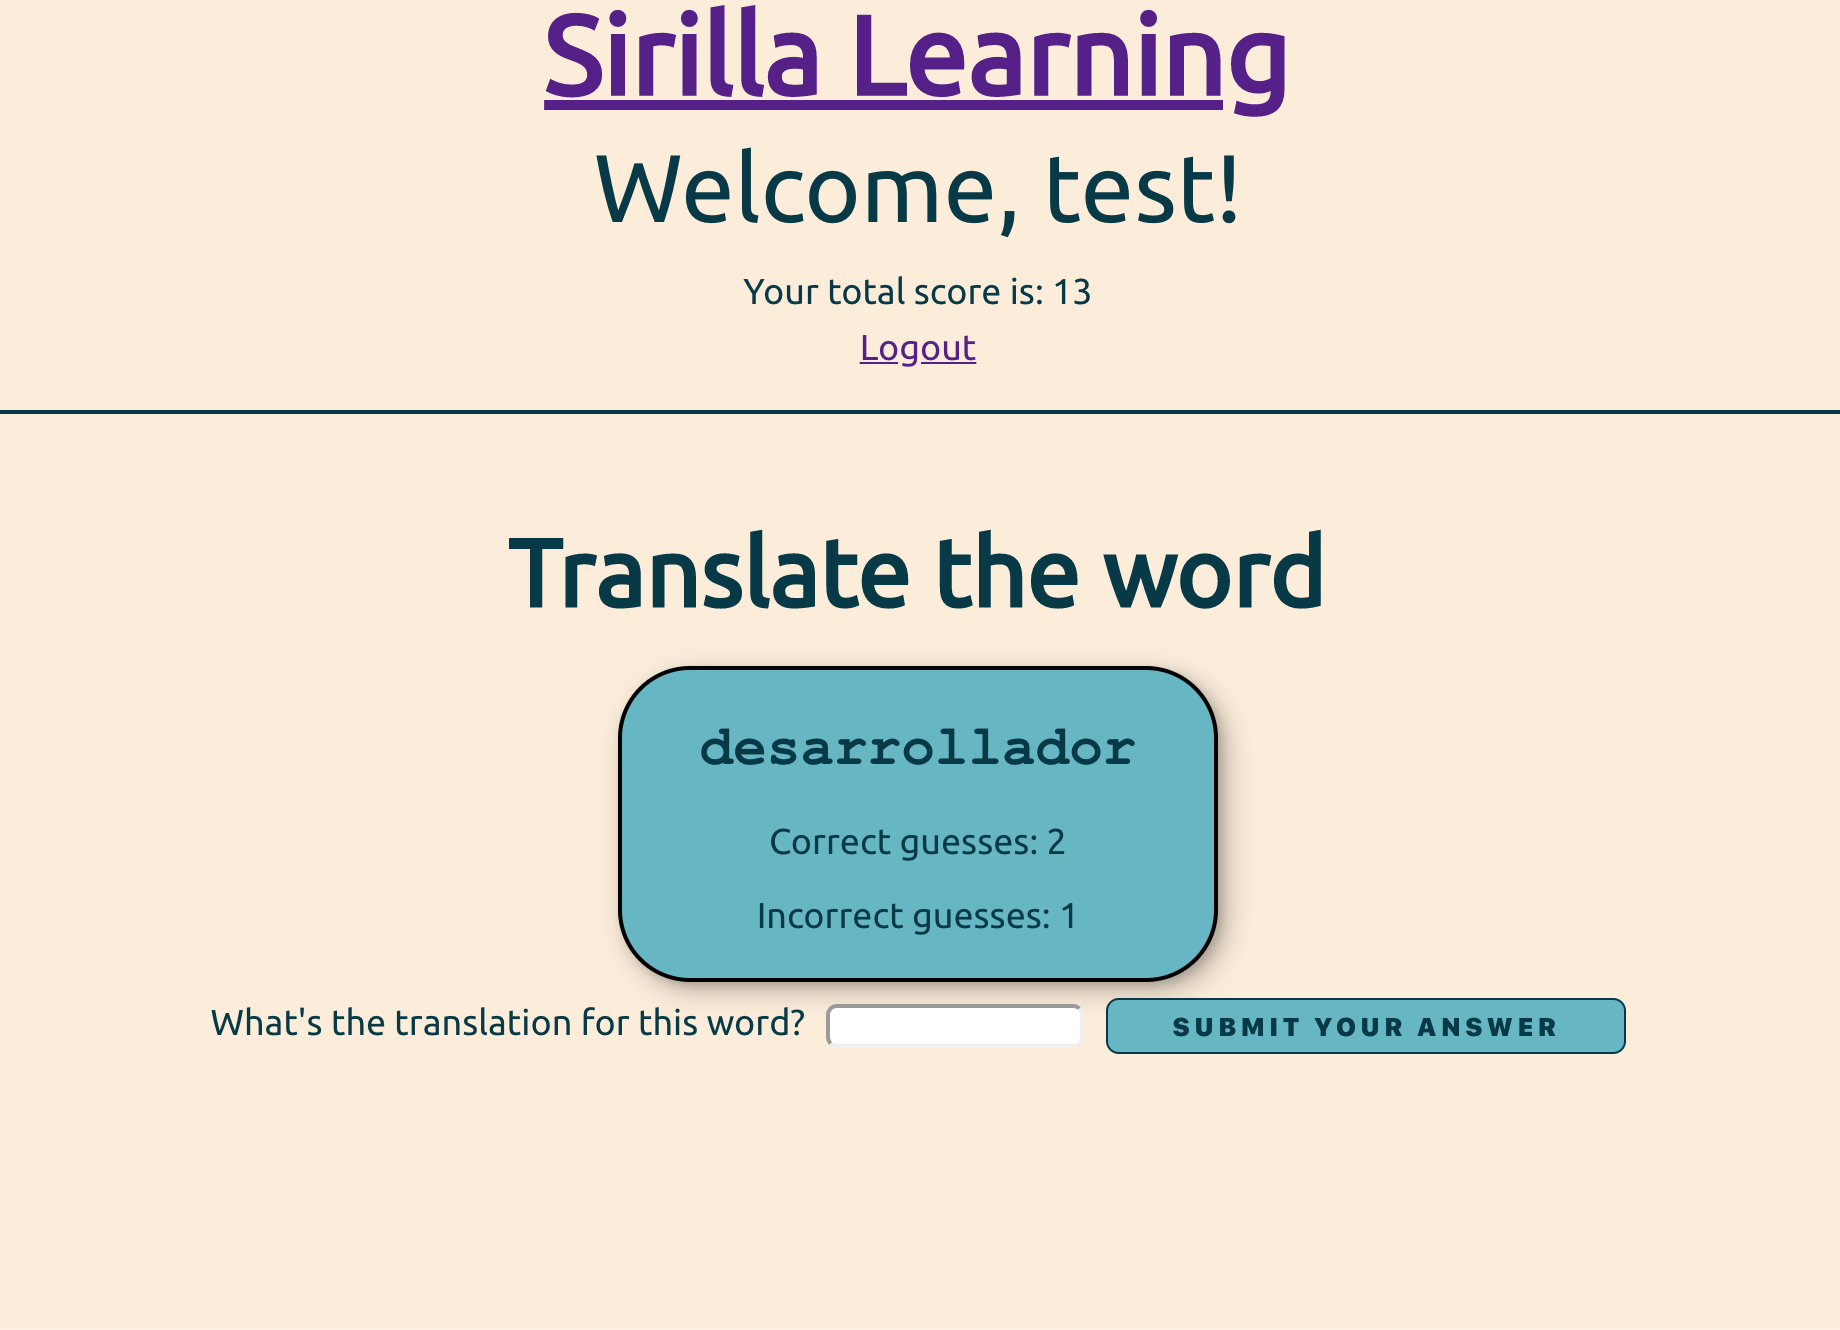 Sirilla Learning
Welcome, test!
Your total score is: 13
Logout
Translate the word
desarrollador
Correct guesses: 2
Incorrect guesses: 1
What's the translation for this word? SUBMIT YOUR ANSWER